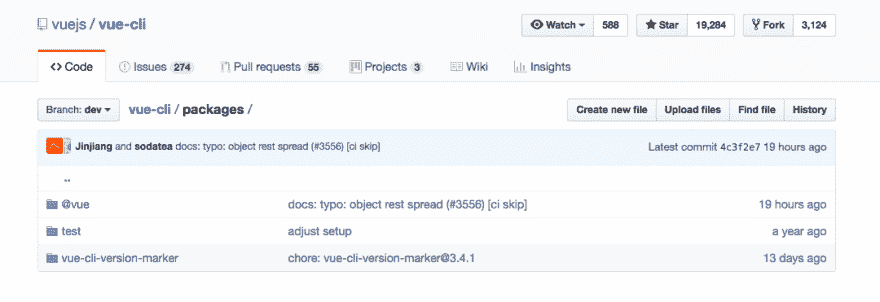 vuejs / vue-cli Watch 588 Star 19,284 Fork 3,124
Code Issues 274 Pull requests 55 Projects 3 Wiki Insights
Branch: dev vue-cli / packages / Create new file Upload files Find file History
Jinjiang and sodatea docs: typo: object rest spread (#3556) [ci skip] Latest commit 4c3f2e7 19 hours ago
..
@vue docs: typo: object rest spread (#3556) [ci skip] 19 hours ago
test adjust setup a year ago
vue-cli-version-marker chore: vue-cli-version-marker@3.4.1 13 days ago